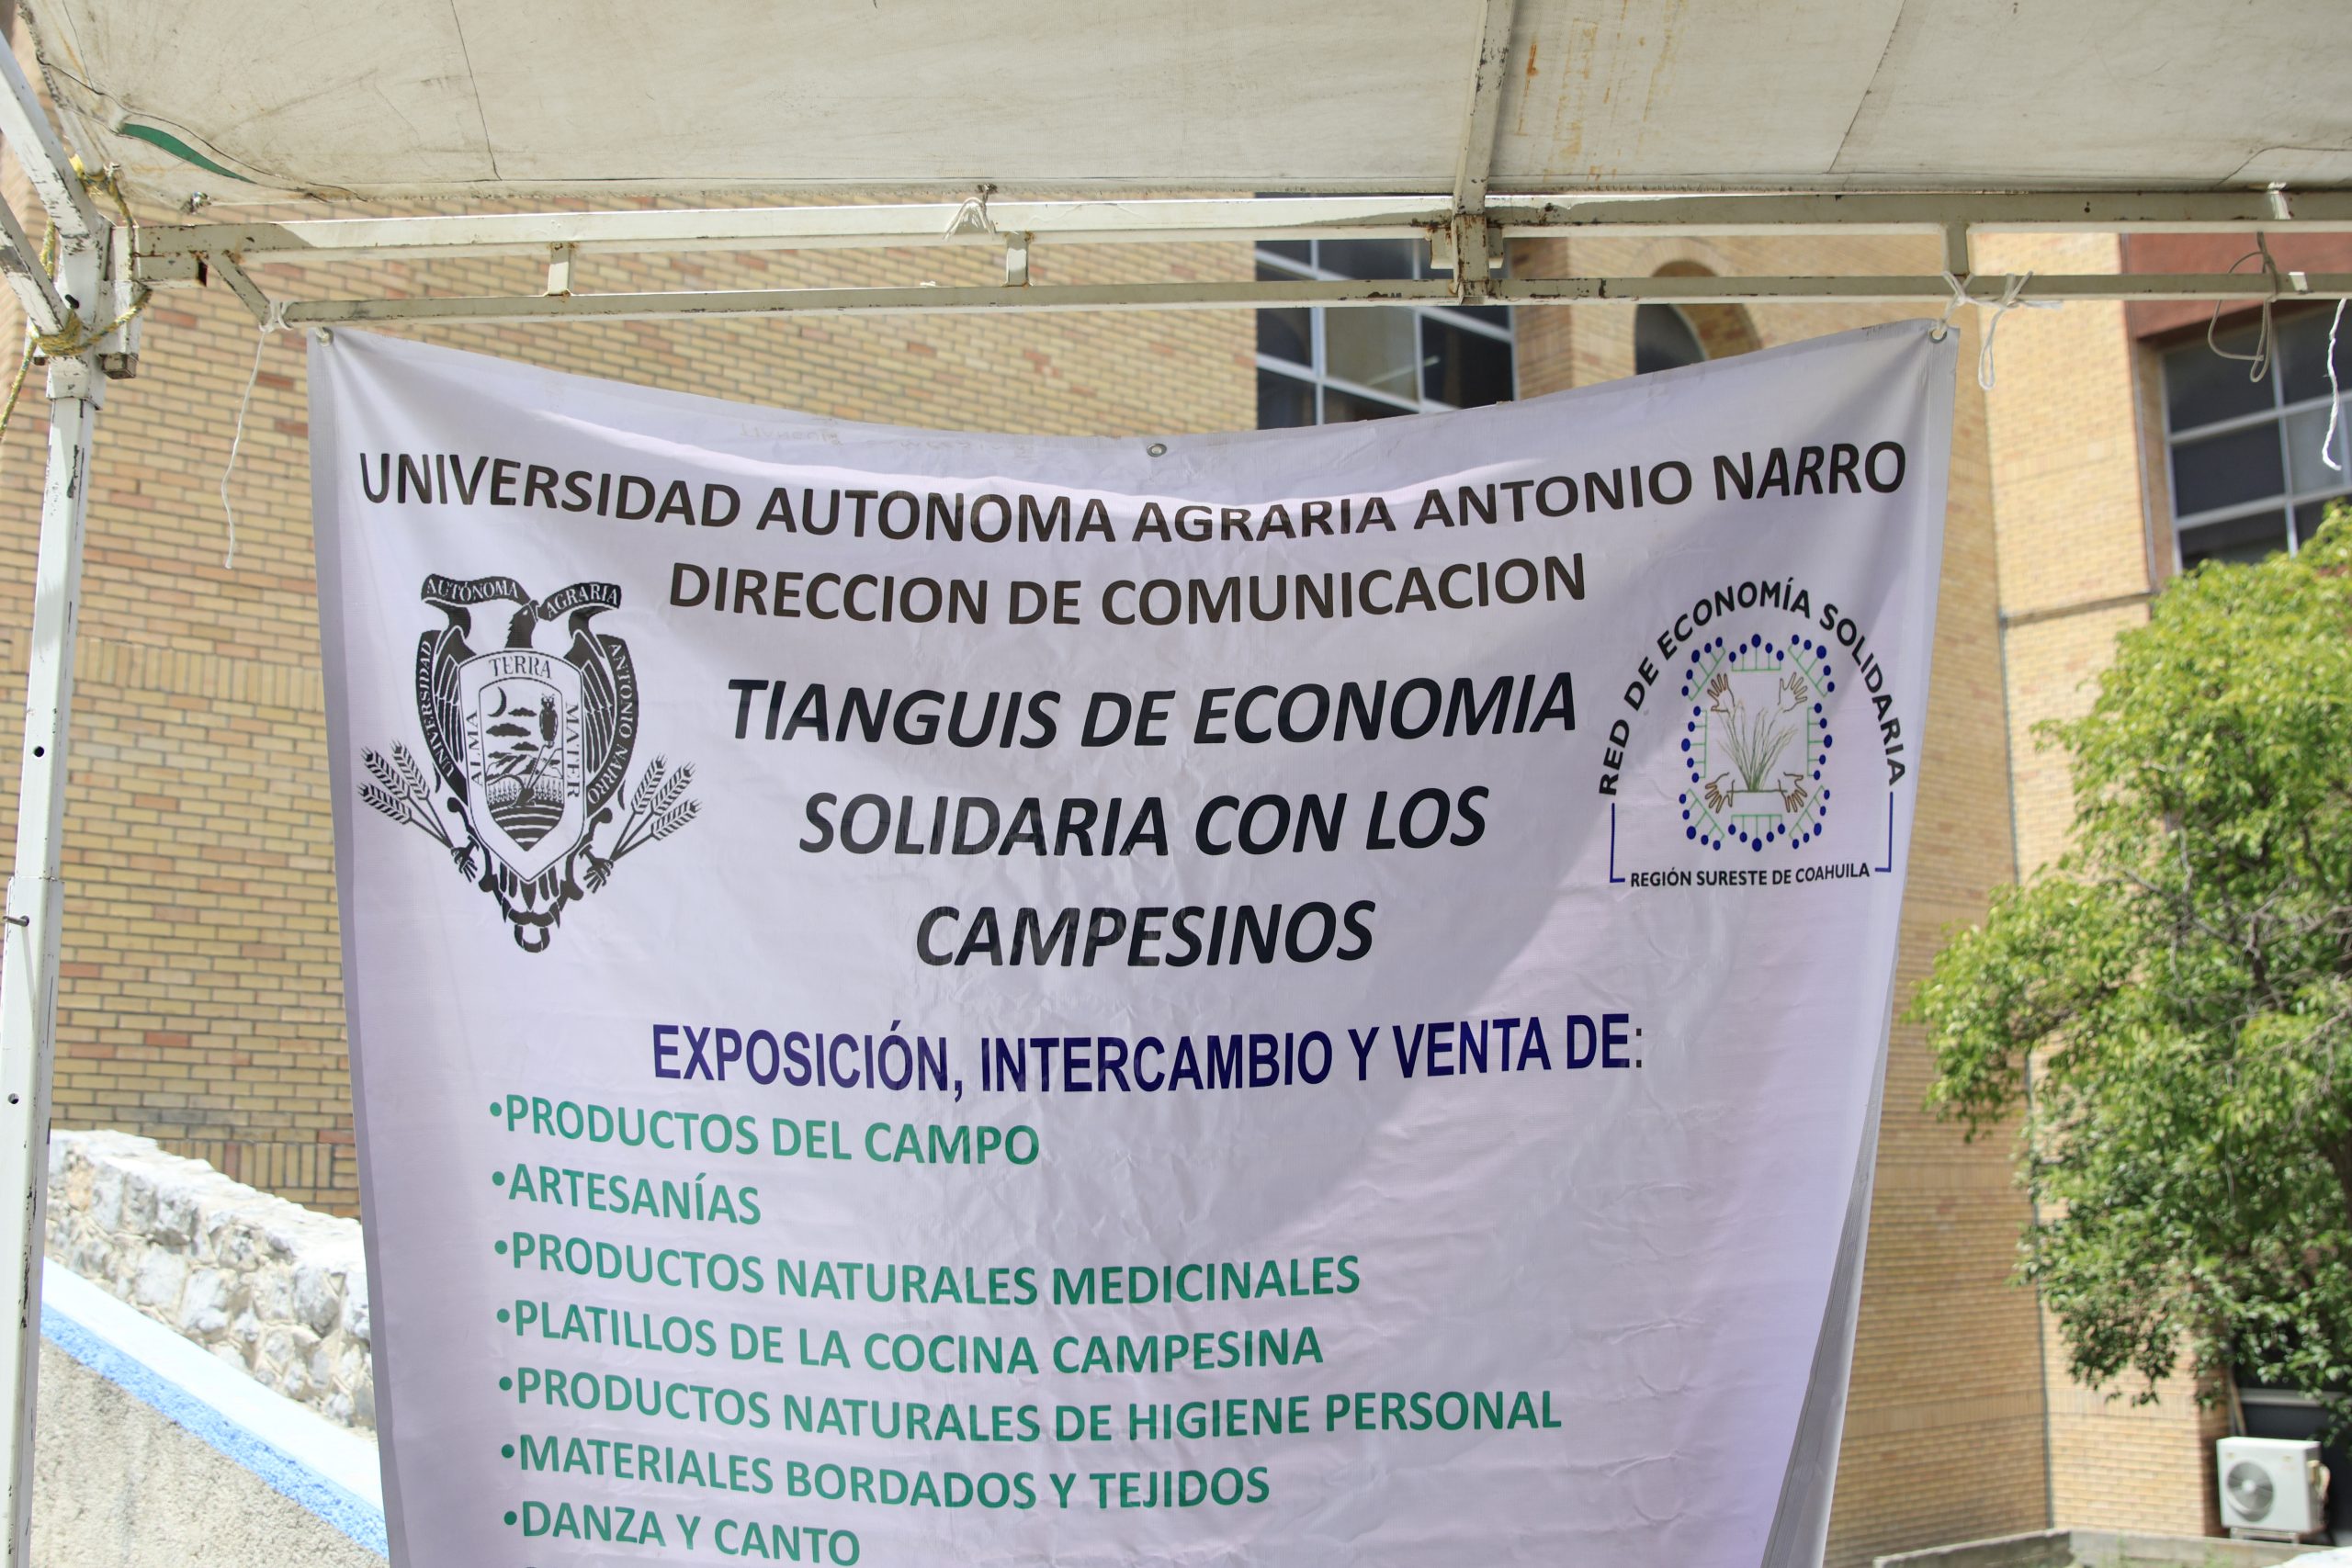 UNIVERSIDAD AUTONOMA AGRARIA ANTONIO NARRO
DIRECCION DE COMUNICACION
AUTÓNOMA AGRARIA
UNIVERSIDAD
ANTONIO NARRO
ALMA TERRA MATER
TIANGUIS DE ECONOMIA
SOLIDARIA CON LOS
CAMPESINOS
RED DE ECONOMÍA SOLIDARIA
REGIÓN SURESTE DE COAHUILA
EXPOSICIÓN, INTERCAMBIO Y VENTA DE:
•PRODUCTOS DEL CAMPO
•ARTESANÍAS
•PRODUCTOS NATURALES MEDICINALES
•PLATILLOS DE LA COCINA CAMPESINA
•PRODUCTOS NATURALES DE HIGIENE PERSONAL
•MATERIALES BORDADOS Y TEJIDOS
•DANZA Y CANTO